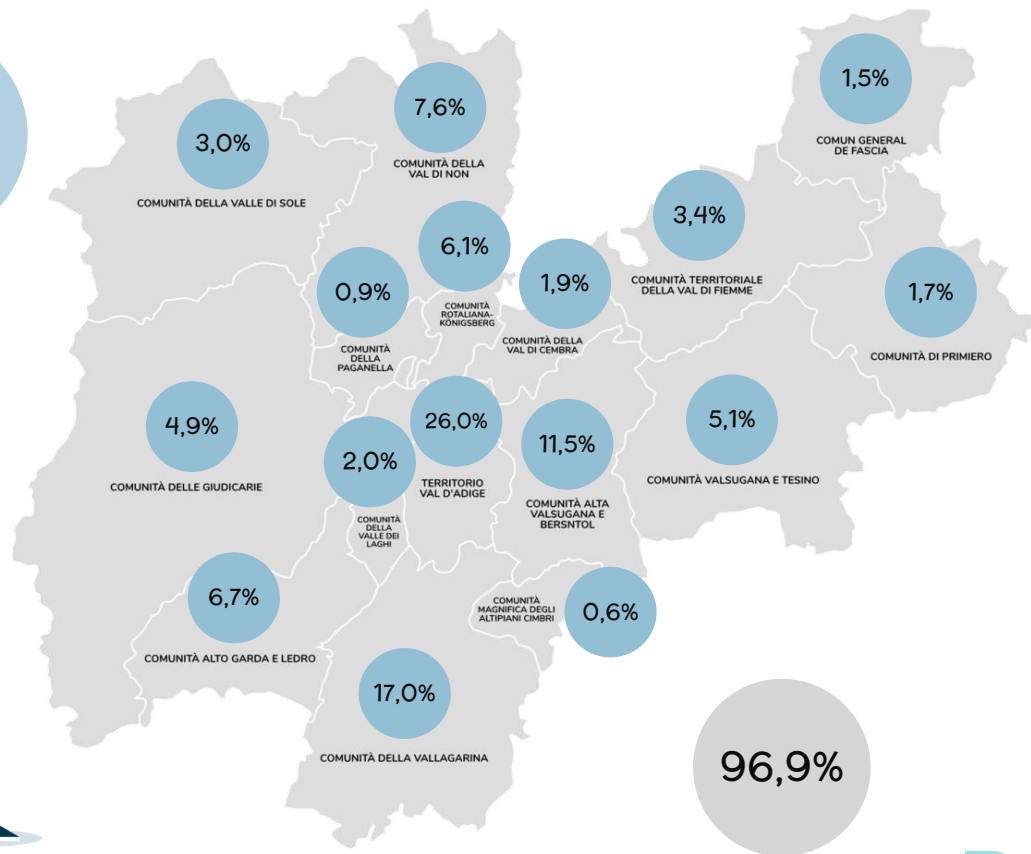 1,5%
COMUN GENERAL
DE FASCIA
7,6%
COMUNITÀ DELLA
VAL DI NON
3,0%
COMUNITÀ DELLA VALLE DI SOLE
3,4%
COMUNITÀ TERRITORIALE
DELLA VAL DI FIEMME
6,1%
COMUNITÀ
ROTALIANA-
KÖNIGSBERG
1,9%
COMUNITÀ DELLA
VAL DI CEMBRA
0,9%
COMUNITÀ
DELLA
PAGANELLA
1,7%
COMUNITÀ DI PRIMIERO
4,9%
COMUNITÀ DELLE GIUDICARIE
26,0%
TERRITORIO
VAL D'ADIGE
11,5%
COMUNITÀ ALTA
VALSUGANA E
BERSNTOL
5,1%
COMUNITÀ VALSUGANA E TESINO
2,0%
COMUNITÀ
DELLA
VALLE DEI
LAGHI
6,7%
COMUNITÀ ALTO GARDA E LEDRO
COMUNITÀ
MAGNIFICA DEGLI
ALTIPIANI CIMBRI
0,6%
17,0%
COMUNITÀ DELLA VALLAGARINA
96,9%